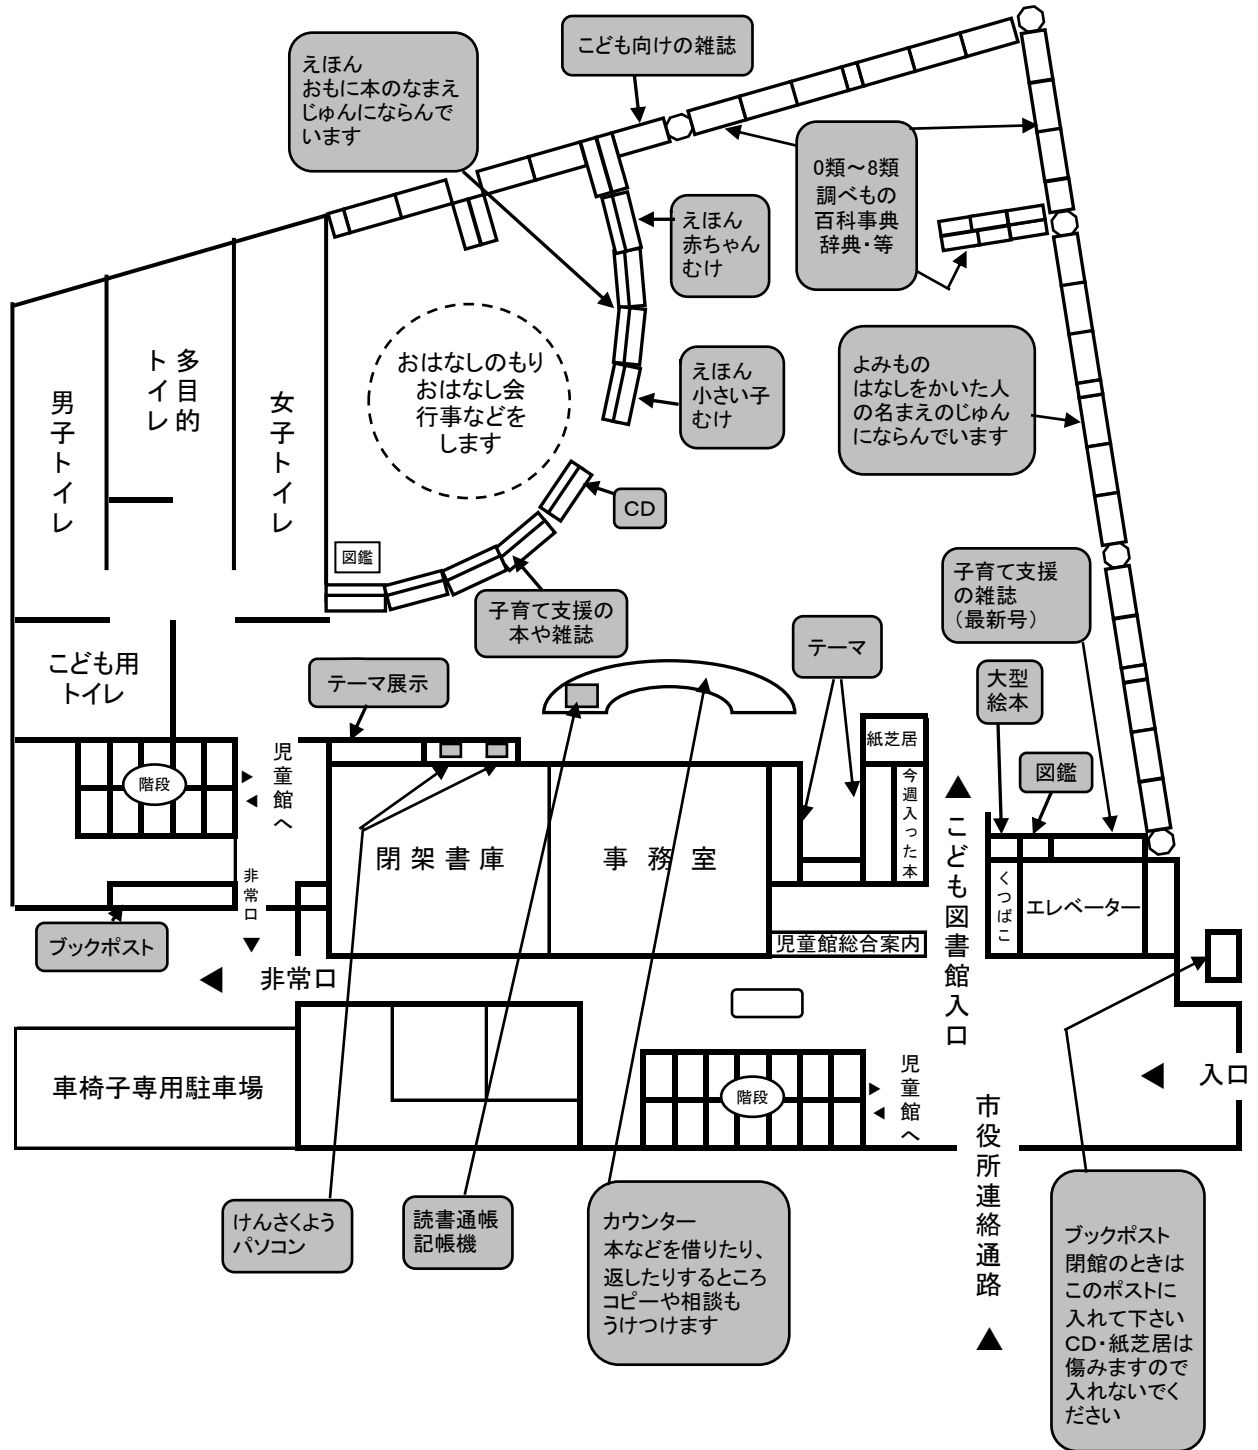 こども向けの雑誌
えほん
おもに本のなまえ
じゅんにならんで
います
0類～8類
調べもの
百科事典
辞典・等
えほん
赤ちゃん
むけ
えほん
小さい子
むけ
よみもの
はなしをかいた人
の名まえのじゅん
にならんでいます
おはなしのもり
おはなし会
行事などを
します
男子トイレ
多目的
トイレ
女子トイレ
CD
図鑑
子育て支援の
本や雑誌
子育て支援
の雑誌
(最新号)
テーマ
こども用
トイレ
テーマ展示
大型
絵本
図鑑
紙芝居
今週入った本
階段
児童館へ
閉架書庫
事務室
こども図書館入口
くつばこ
エレベーター
非常口
ブックポスト
児童館総合案内
非常口
車椅子専用駐車場
階段
児童館へ
入口
市役所連絡通路
けんさくよう
パソコン
読書通帳
記帳機
カウンター
本などを借りたり、
返したりするところ
コピーや相談も
うけつけます
ブックポスト
閉館のときは
このポストに
入れて下さい
CD・紙芝居は
傷みますので
入れないでく
ださい